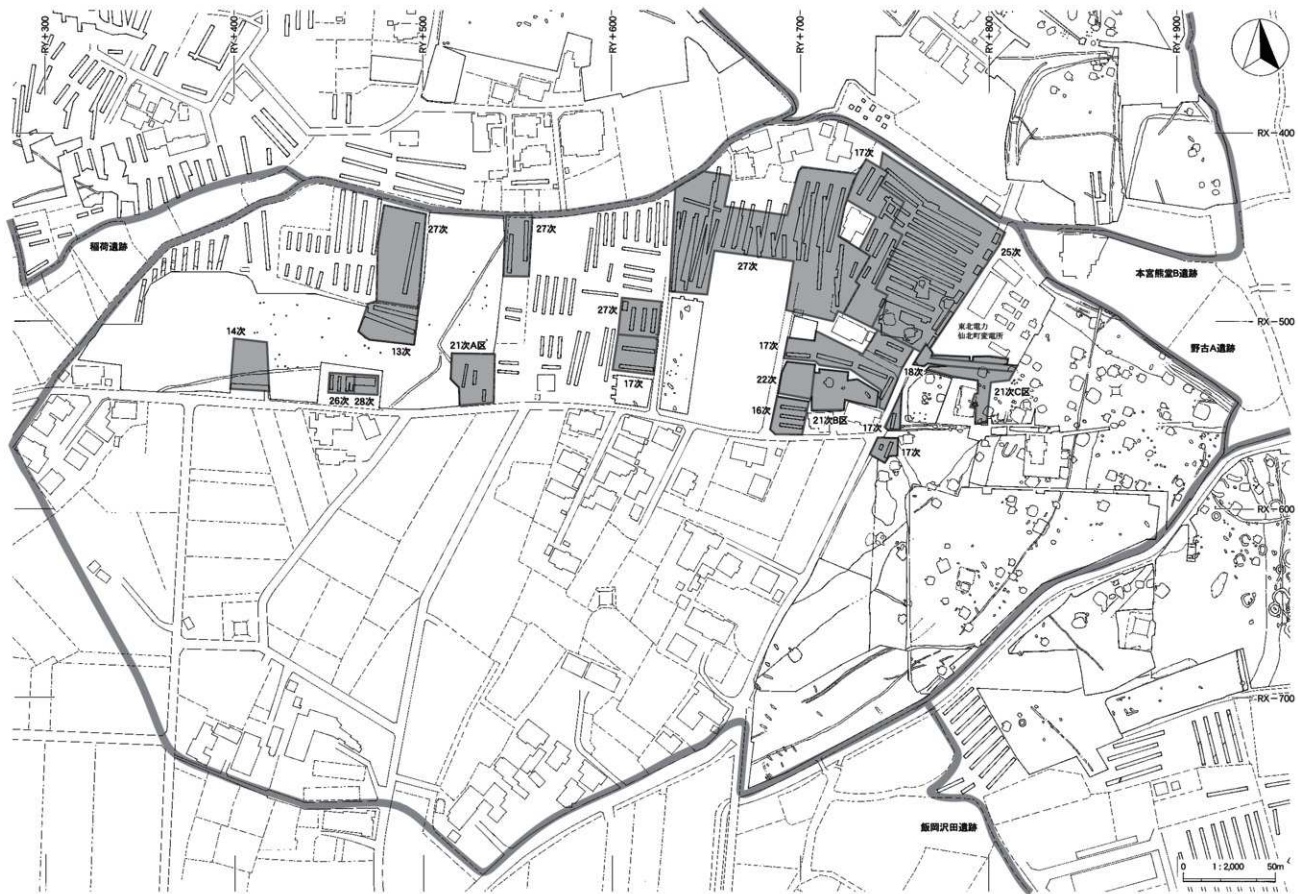 RY+300
RY+400
RY+500
RY+600
RY+700
RY+800
RY+900
RX-400
17次
27次
27次
27次
25次
稲荷遺跡
本宮熊堂B遺跡
RX-500
27次
東北電力
仙北町変電所
野古A遺跡
14次
13次
21次A区
17次
17次
18次
26次
28次
22次
21次C区
16次
21次B区
17次
17次
RX-600
RX-700
飯岡沢田遺跡
0 1:2,000 50m